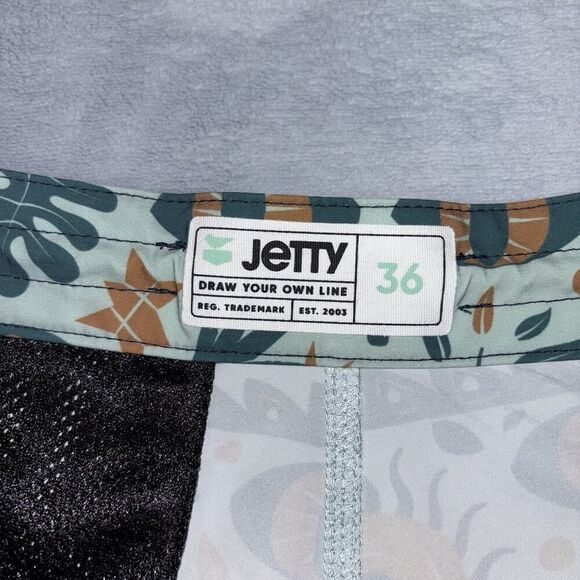 JeTTY
36
DRAW YOUR OWN LINE
REG. TRADEMARK EST. 2003